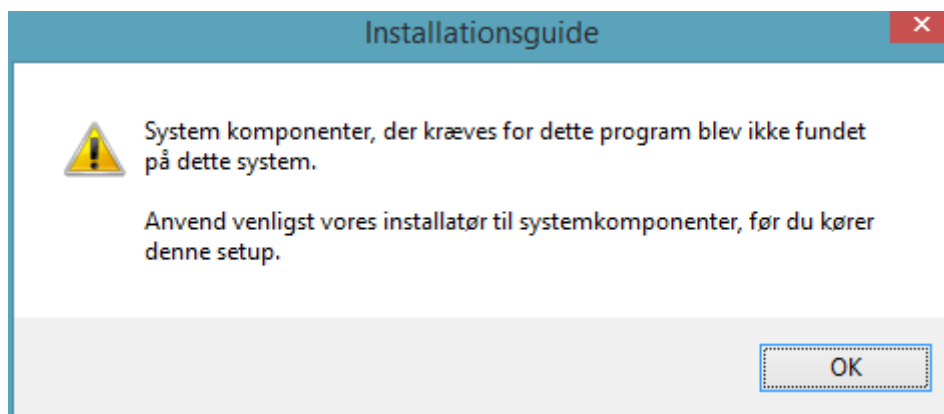 Installationsguide
System komponenter, der kræves for dette program blev ikke fundet
på dette system.
Anvend venligst vores installatør til systemkomponenter, før du kører
denne setup.
OK